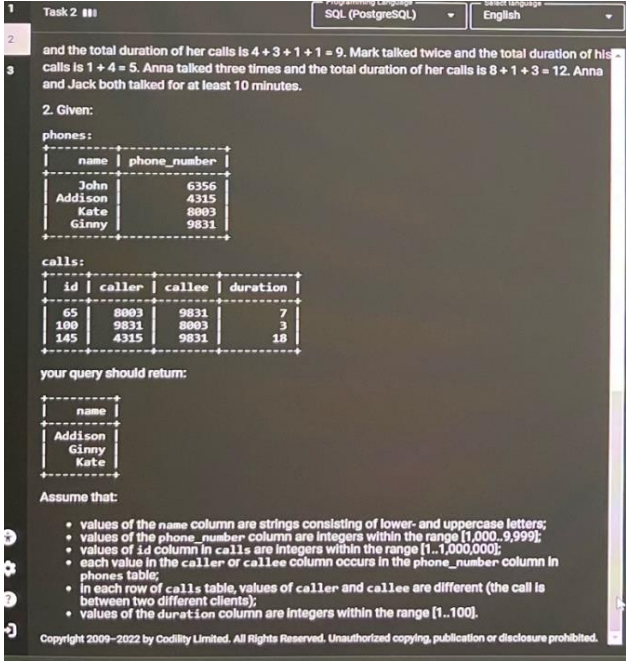 1
Task 2
Programming Language
SQL (PostgreSQL)
Select language
English
2
3
and the total duration of her calls is 4 + 3 + 1 + 1 = 9. Mark talked twice and the total duration of his
calls is 1 + 4 = 5. Anna talked three times and the total duration of her calls is 8 + 1 + 3 = 12. Anna
and Jack both talked for at least 10 minutes.
2. Given:
phones:
name | phone_number
John 6356
Addison 4315
Kate 8003
Ginny 9831
calls:
id | caller | callee | duration
65 8003 9831 7
100 9831 8003 3
145 4315 9831 18
your query should return:
name
Addison
Ginny
Kate
Assume that:
• values of the name column are strings consisting of lower- and uppercase letters;
• values of the phone_number column are integers within the range [1,000..9,999];
• values of id column in calls are integers within the range [1..1,000,000];
• each value in the caller or callee column occurs in the phone_number column in
phones table;
• in each row of calls table, values of caller and callee are different (the call is
between two different clients);
• values of the duration column are integers within the range [1..100].
Copyright 2009–2022 by Codility Limited. All Rights Reserved. Unauthorized copying, publication or disclosure prohibited.